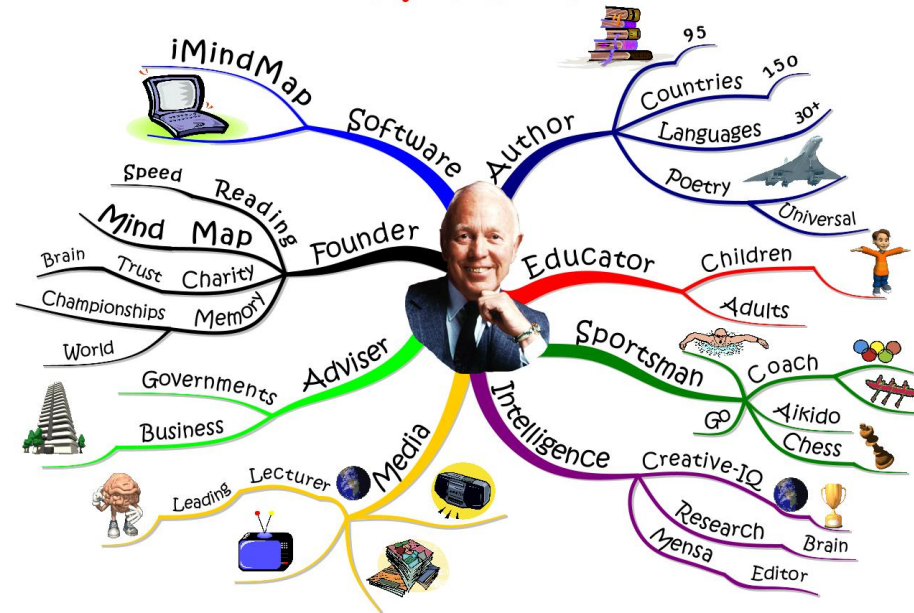 iMindMap
Software
Author
95
Countries
150
Languages
30+
Poetry
Universal
Founder
Speed
Reading
Mind Map
Brain
Trust
Charity
Championships
Memory
World
Educator
Children
Adults
Sportsman
Coach
Aikido
Chess
Go
Adviser
Governments
Business
Media
Lecturer
Leading
Intelligence
Creative-IQ
Research
Brain
Mensa
Editor